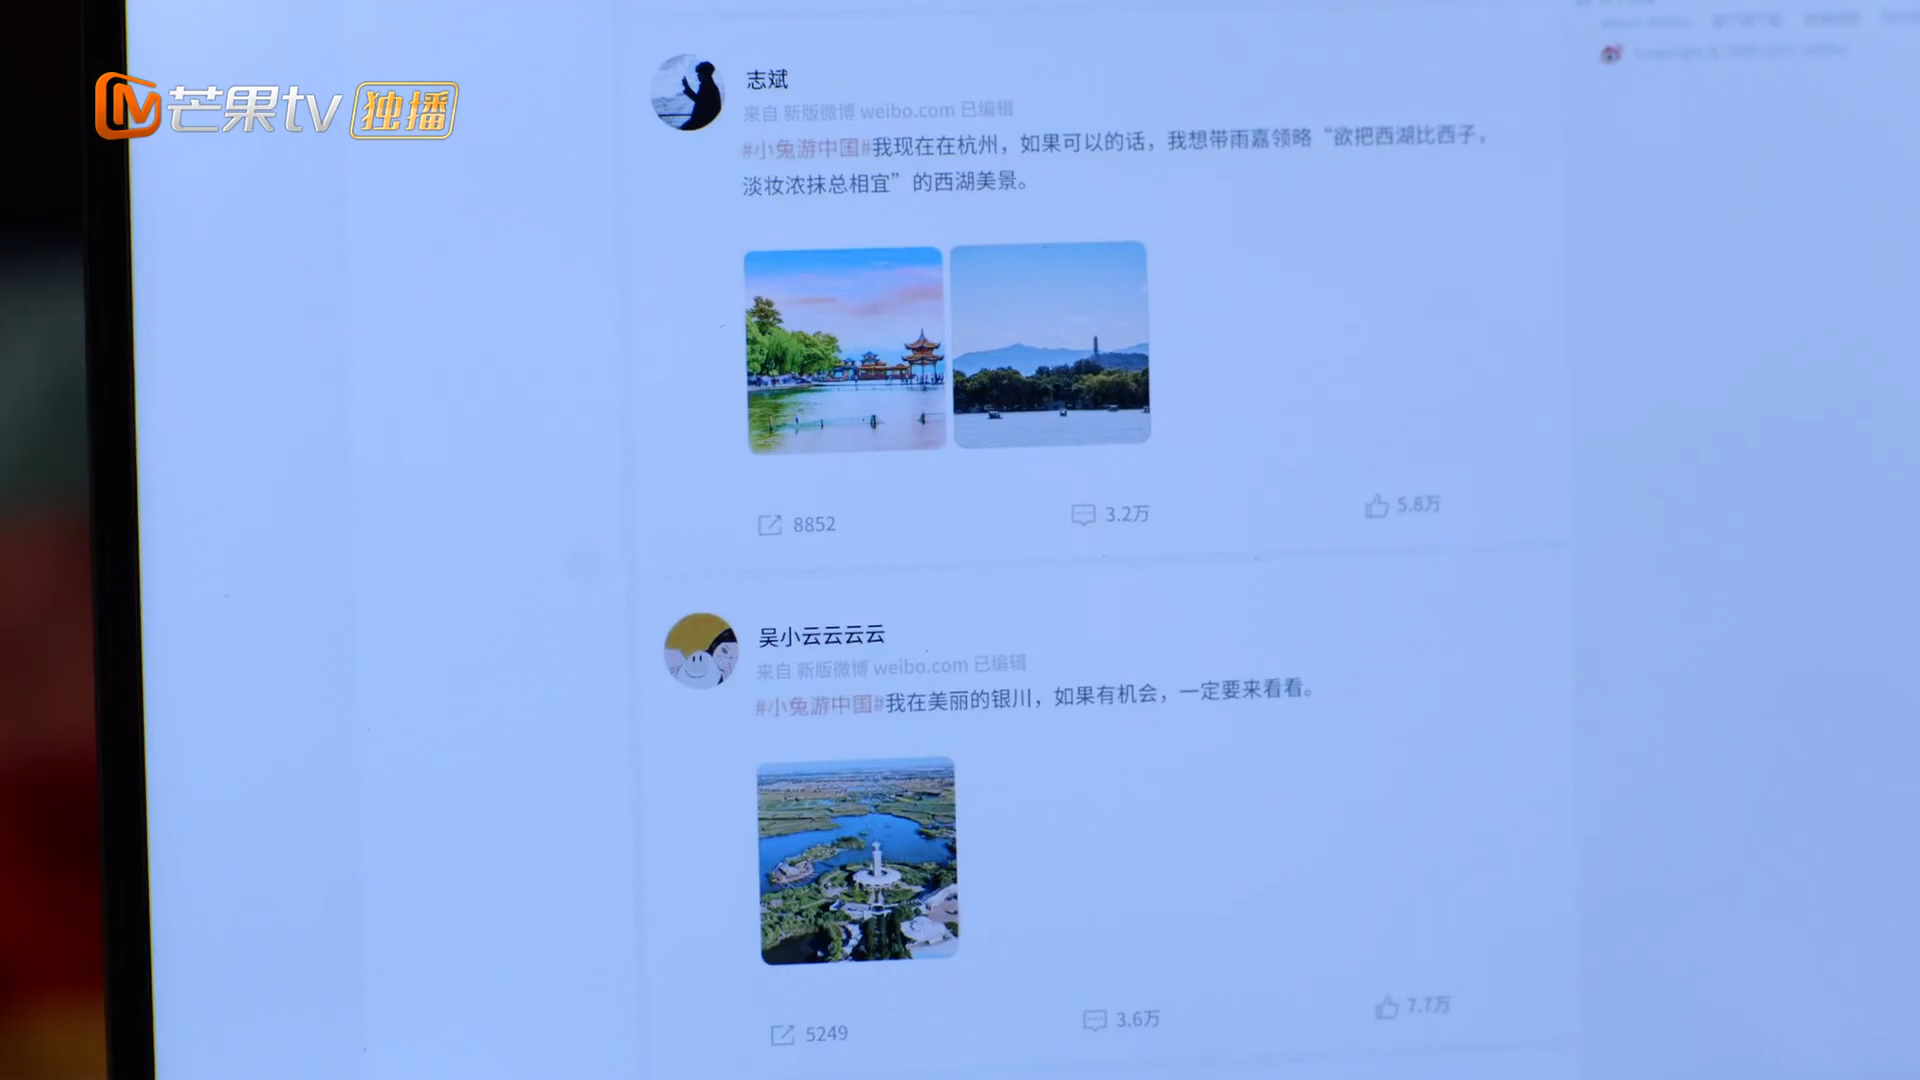 芒果tv 独播
志斌
来自 新版微博 weibo.com 已编辑
#小兔游中国#我现在在杭州，如果可以的话，我想带雨嘉领略“欲把西湖比西子，
淡妆浓抹总相宜”的西湖美景。
8852 3.2万 5.8万
吴小云云云云
来自 新版微博 weibo.com 已编辑
#小兔游中国#我在美丽的银川，如果有机会，一定要来看看。
5249 3.6万 7.7万